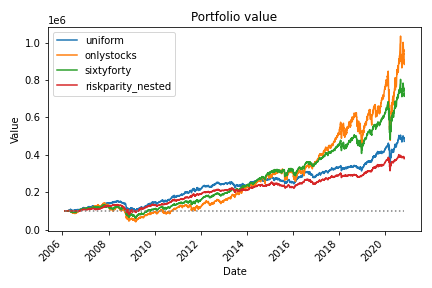 Portfolio value
1e6
uniform
onlystocks
sixtyforty
riskparity_nested
1.0
0.8
0.6
0.4
0.2
0.0
Value
2006
2008
2010
2012
2014
2016
2018
2020
Date